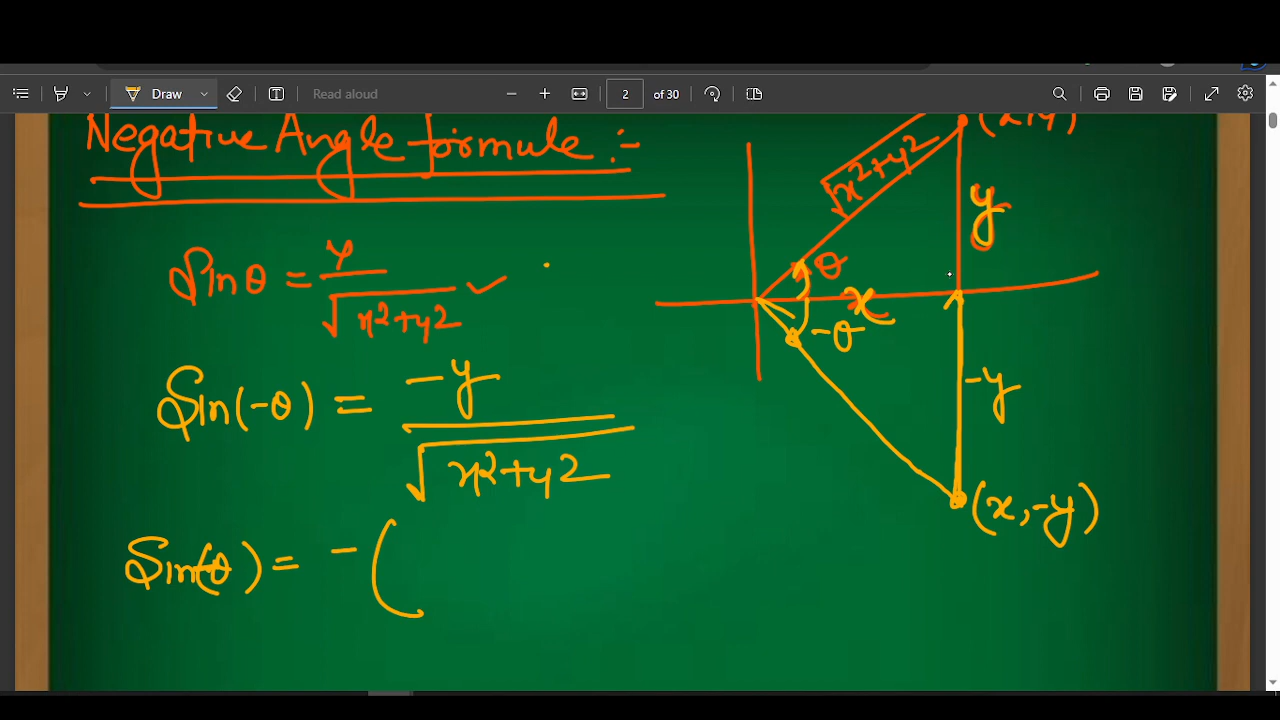 Draw
Read aloud
2 of 30
Negative Angle formule :-
(x, y)
√x²+y²
y
Sin θ = y / √x²+y² ✓
θ
x
-θ
Sin(-θ) = -y / √x²+y²
-y
(x, -y)
Sin(-θ) = - (